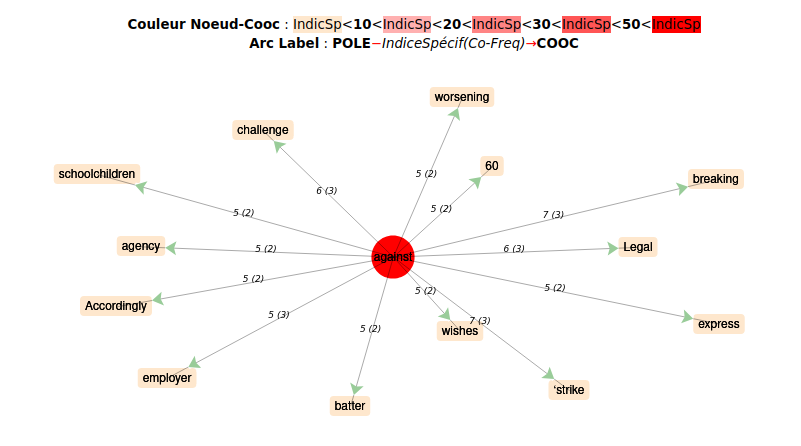 Couleur Noeud-Cooc : IndicSp<10<IndicSp<20<IndicSp<30<IndicSp<50<IndicSp
Arc Label : POLE−IndiceSpécif(Co-Freq)→COOC
worsening
challenge
60
schoolchildren
5 (2)
breaking
6 (3)
5 (2)
5 (2)
7 (3)
agency
5 (2)
6 (3)
Legal
against
5 (2)
5 (2)
5 (2)
Accordingly
5 (3)
7 (3)
express
5 (2)
wishes
employer
‘strike
batter